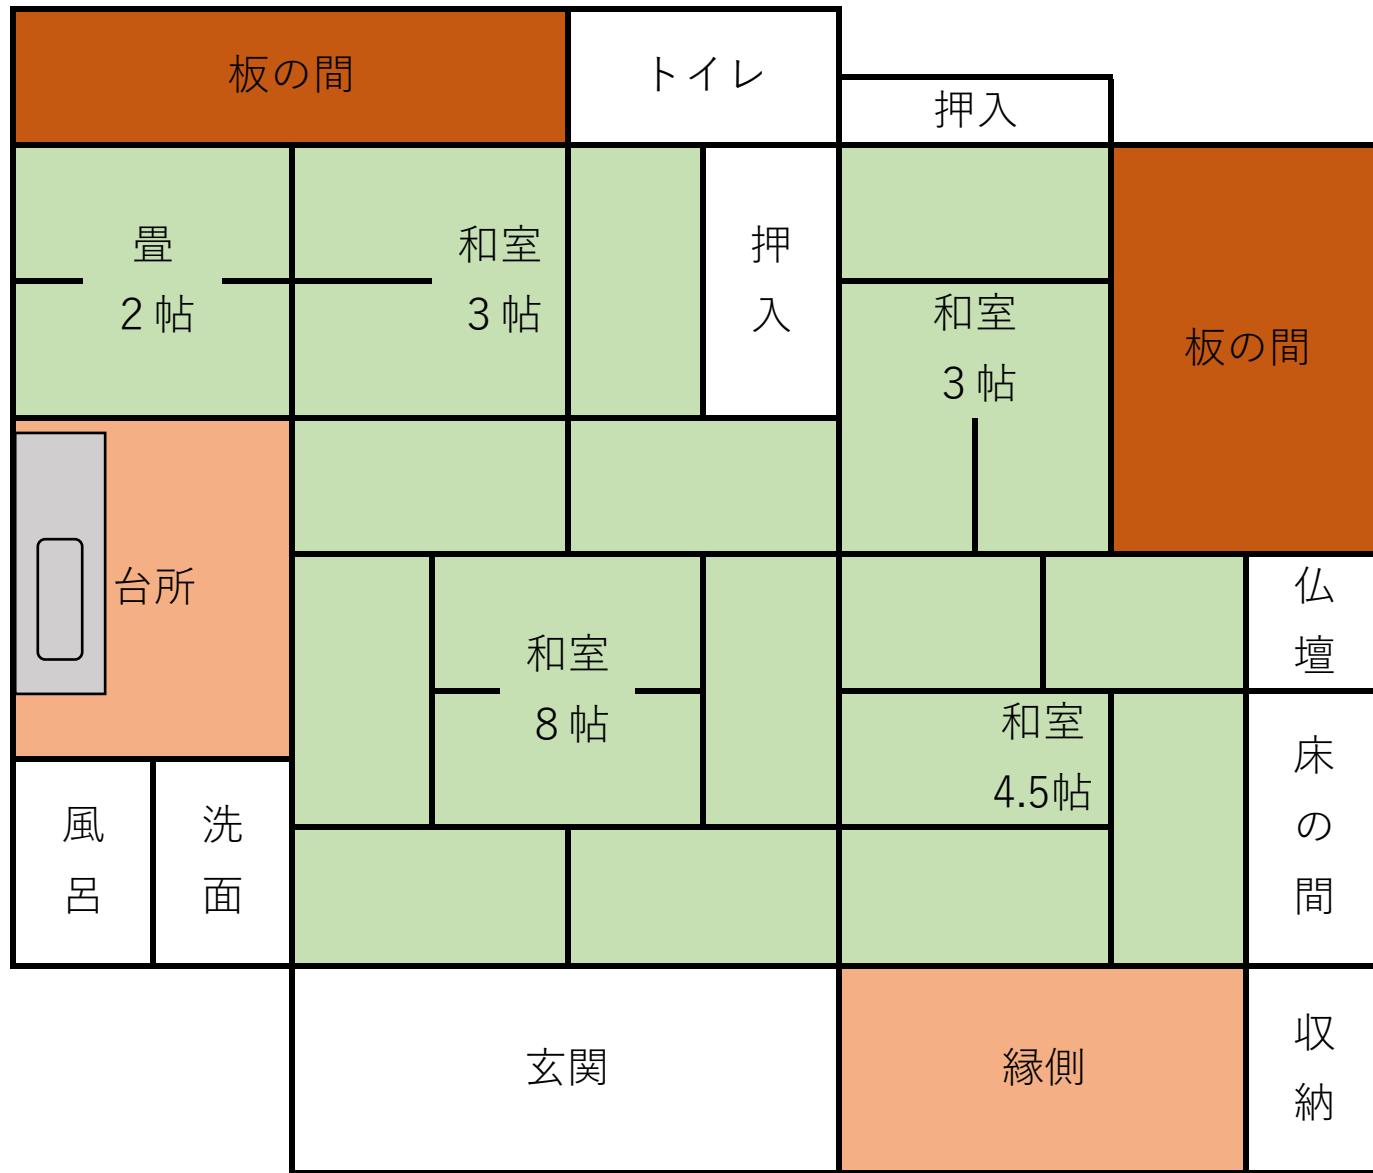 板の間
トイレ
押入
畳
2帖
和室
3帖
押
入
和室
3帖
板の間
台所
和室
8帖
仏
壇
和室
4.5帖
床
の
間
風
呂
洗
面
玄関
縁側
収
納